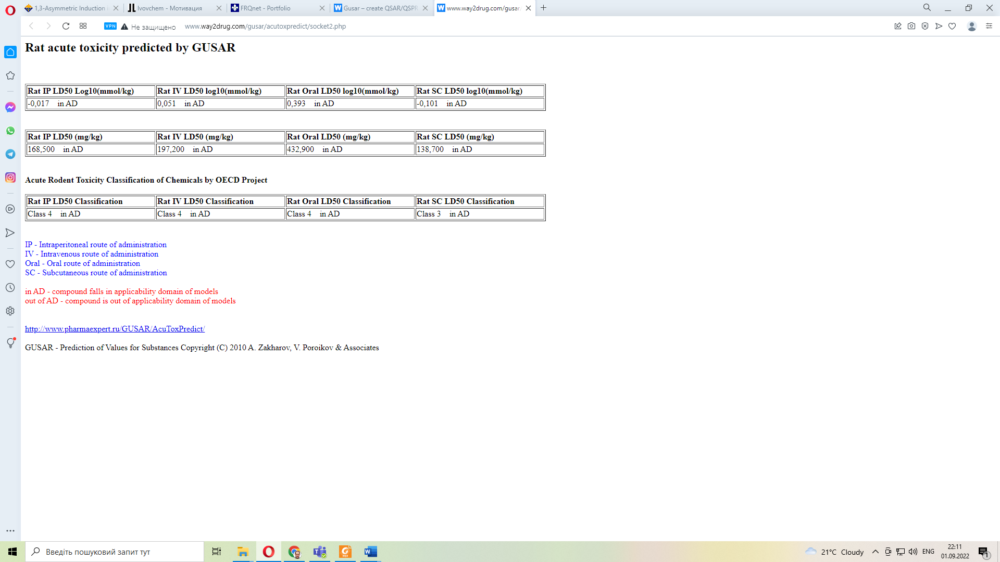 1,3-Asymmetric Induction i
Ivovchem - Мотивация
FRQnet - Portfolio
Gusar – create QSAR/QSPR
www.way2drug.com/gusar
VPN Не защищено www.way2drug.com/gusar/acutoxpredict/socket2.php
Rat acute toxicity predicted by GUSAR
Rat IP LD50 Log10(mmol/kg) Rat IV LD50 log10(mmol/kg) Rat Oral LD50 log10(mmol/kg) Rat SC LD50 log10(mmol/kg)
-0,017 in AD 0,051 in AD 0,393 in AD -0,101 in AD
Rat IP LD50 (mg/kg) Rat IV LD50 (mg/kg) Rat Oral LD50 (mg/kg) Rat SC LD50 (mg/kg)
168,500 in AD 197,200 in AD 432,900 in AD 138,700 in AD
Acute Rodent Toxicity Classification of Chemicals by OECD Project
Rat IP LD50 Classification Rat IV LD50 Classification Rat Oral LD50 Classification Rat SC LD50 Classification
Class 4 in AD Class 4 in AD Class 4 in AD Class 3 in AD
IP - Intraperitoneal route of administration
IV - Intravenous route of administration
Oral - Oral route of administration
SC - Subcutaneous route of administration
in AD - compound falls in applicability domain of models
out of AD - compound is out of applicability domain of models
http://www.pharmaexpert.ru/GUSAR/AcuToxPredict/
GUSAR - Prediction of Values for Substances Copyright (C) 2010 A. Zakharov, V. Poroikov & Associates
Введіть пошуковий запит тут
21°C Cloudy
ENG
22:11
01.09.2022
1